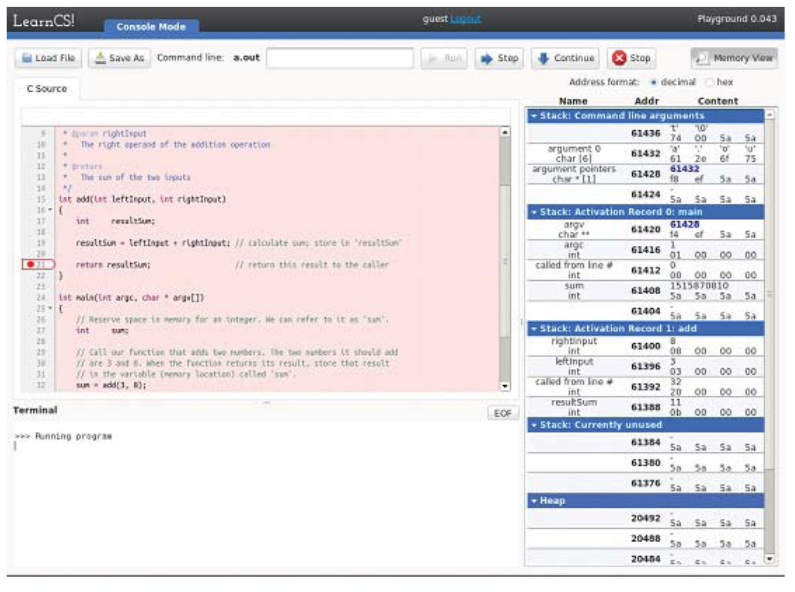 LearnCS!
Console Mode
guest Logout
Playground 0.043
Load File
Save As
Command line: a.out
Run
Step
Continue
Stop
Memory View
Address format: decimal hex
C Source
9 * @param rightInput
10 * The right operand of the addition operation
11 *
12 * @return
13 * The sum of the two inputs
14 */
15 int add(int leftInput, int rightInput)
16 {
17 int resultSum;
18
19 resultSum = leftInput + rightInput; // calculate sum; store in 'resultSum'
20
21 return resultSum; // return this result to the caller
22 }
23
24 int main(int argc, char * argv[])
25 {
26 // Reserve space in memory for an integer. We can refer to it as 'sum'.
27 int sum;
28
29 // Call our function that adds two numbers. The two numbers it should add
30 // are 3 and 8. When the function returns its result, store that result
31 // in the variable (memory location) called 'sum'.
32 sum = add(3, 8);
Terminal
EOF
>>> Running program
Name Addr Content
Stack: Command line arguments
't' '\0'
61436 74 00 5a 5a
argument 0 'a' '.' 'o' 'u'
char [6] 61432 61 2e 6f 75
argument pointers 61432
char * [1] 61428 f8 ef 5a 5a
-
61424 5a 5a 5a 5a
Stack: Activation Record 0: main
argv 61428
char ** 61420 f4 ef 5a 5a
argc 1
int 61416 01 00 00 00
called from line # 0
int 61412 00 00 00 00
sum 1515870810
int 61408 5a 5a 5a 5a
-
61404 5a 5a 5a 5a
Stack: Activation Record 1: add
rightInput 8
int 61400 08 00 00 00
leftInput 3
int 61396 03 00 00 00
called from line # 32
int 61392 20 00 00 00
resultSum 11
int 61388 0b 00 00 00
Stack: Currently unused
-
61384 5a 5a 5a 5a
-
61380 5a 5a 5a 5a
-
61376 5a 5a 5a 5a
Heap
-
20492 5a 5a 5a 5a
-
20488 5a 5a 5a 5a
-
20484